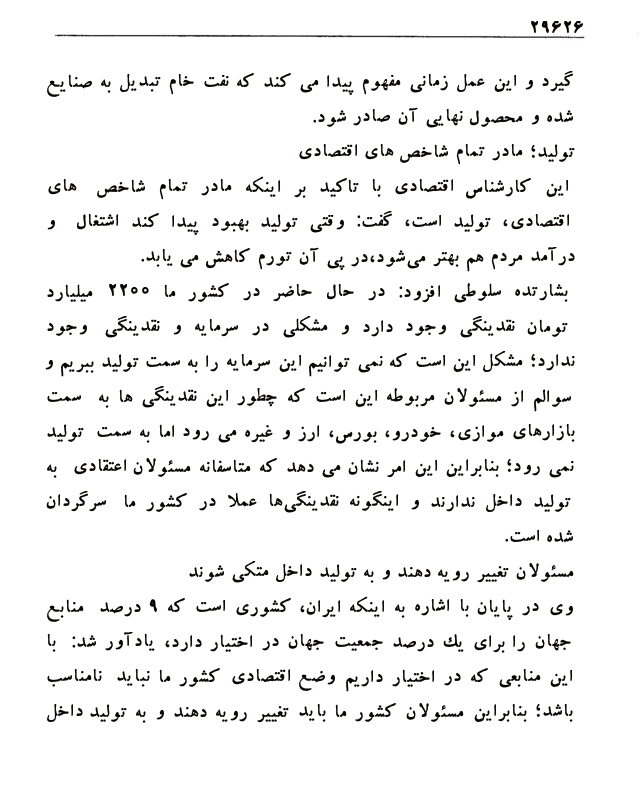 ۲۹۶۲۶
گیرد و این عمل زمانی مفهوم پیدا می کند که نفت خام تبدیل به صنایع
شده و محصول نهایی آن صادر شود.
تولید؛ مادر تمام شاخص های اقتصادی
این کارشناس اقتصادی با تاکید بر اینکه مادر تمام شاخص های
اقتصادی، تولید است، گفت: وقتی تولید بهبود پیدا کند اشتغال و
درآمد مردم هم بهتر می‌شود،در پی آن تورم کاهش می یابد.
بشارتده سلوطی افزود: در حال حاضر در کشور ما ۲۲۰۰ میلیارد
تومان نقدینگی وجود دارد و مشکلی در سرمایه و نقدینگی وجود
ندارد؛ مشکل این است که نمی توانیم این سرمایه را به سمت تولید ببریم و
سوالم از مسئولان مربوطه این است که چطور این نقدینگی ها به سمت
بازارهای موازی، خودرو، بورس، ارز و غیره می رود اما به سمت تولید
نمی رود؛ بنابراین این امر نشان می دهد که متاسفانه مسئولان اعتقادی به
تولید داخل ندارند و اینگونه نقدینگی‌ها عملا در کشور ما سرگردان
شده است.
مسئولان تغییر رویه دهند و به تولید داخل متکی شوند
وی در پایان با اشاره به اینکه ایران، کشوری است که ۹ درصد منابع
جهان را برای یك درصد جمعیت جهان در اختیار دارد، یادآور شد: با
این منابعی که در اختیار داریم وضع اقتصادی کشور ما نباید نامناسب
باشد؛ بنابراین مسئولان کشور ما باید تغییر رویه دهند و به تولید داخل